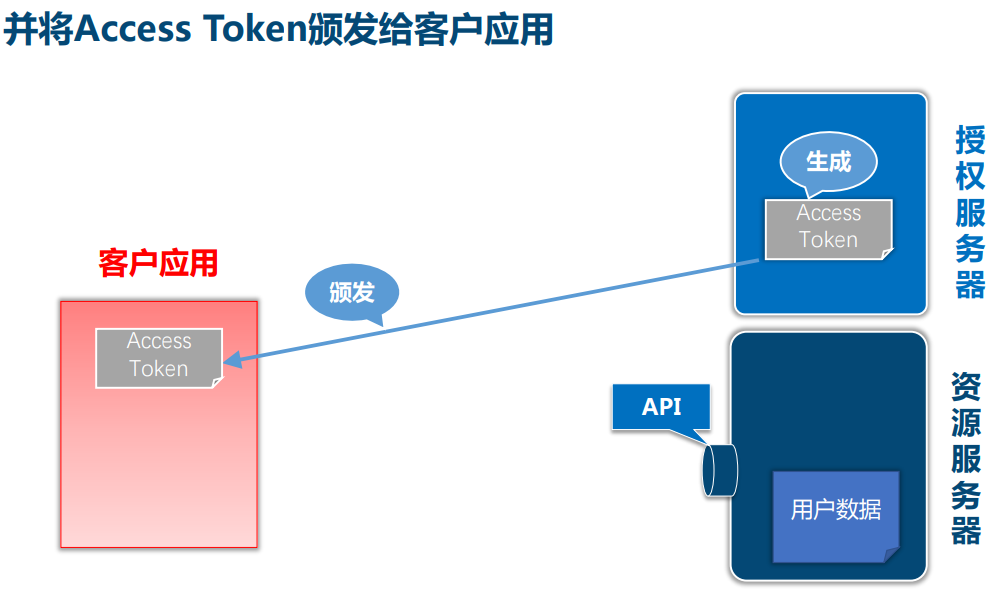 并将Access Token颁发给客户应用
生成
Access
Token
授权服务器
客户应用
颁发
Access
Token
API
用户数据
资源服务器